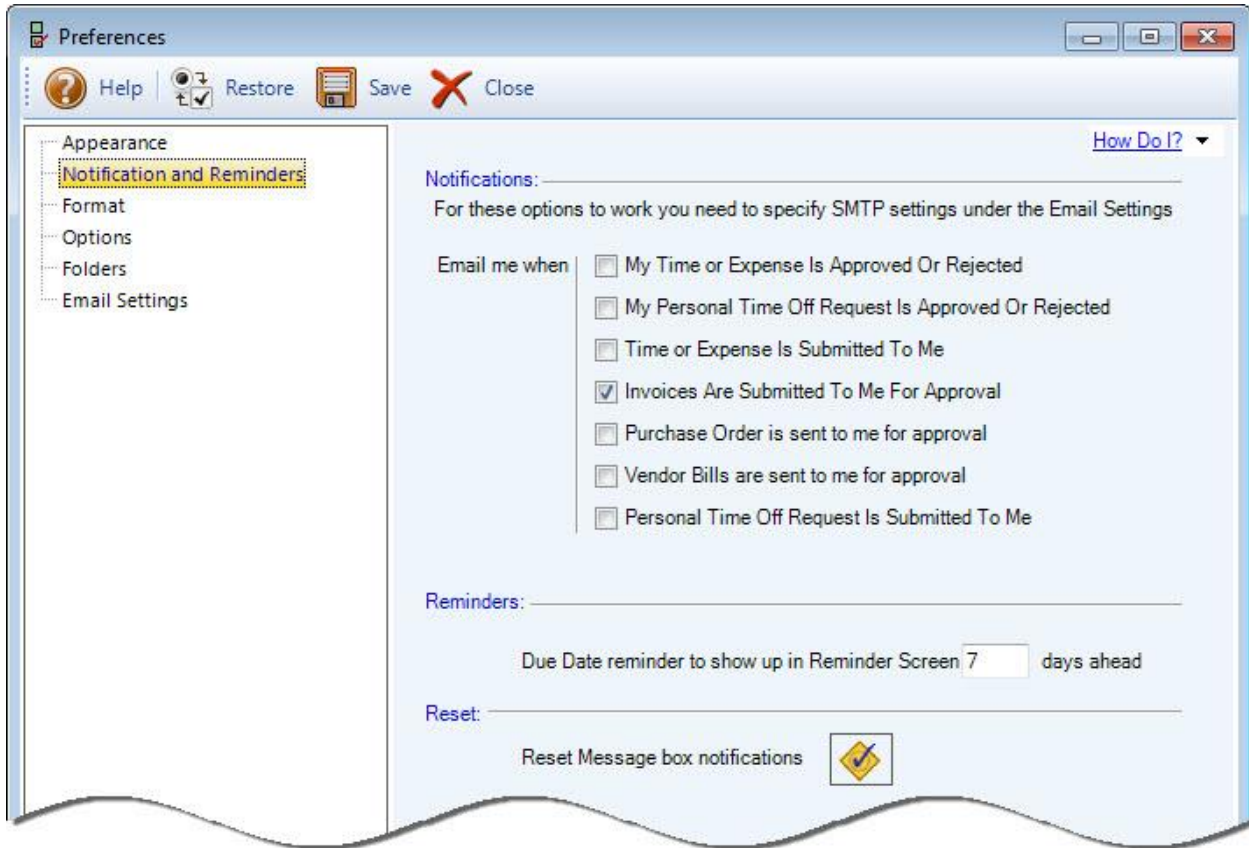 Preferences
Help Restore Save Close
How Do I?
Appearance
Notification and Reminders
Format
Options
Folders
Email Settings
Notifications:
For these options to work you need to specify SMTP settings under the Email Settings
Email me when
My Time or Expense Is Approved Or Rejected
My Personal Time Off Request Is Approved Or Rejected
Time or Expense Is Submitted To Me
Invoices Are Submitted To Me For Approval
Purchase Order is sent to me for approval
Vendor Bills are sent to me for approval
Personal Time Off Request Is Submitted To Me
Reminders:
Due Date reminder to show up in Reminder Screen 7 days ahead
Reset:
Reset Message box notifications